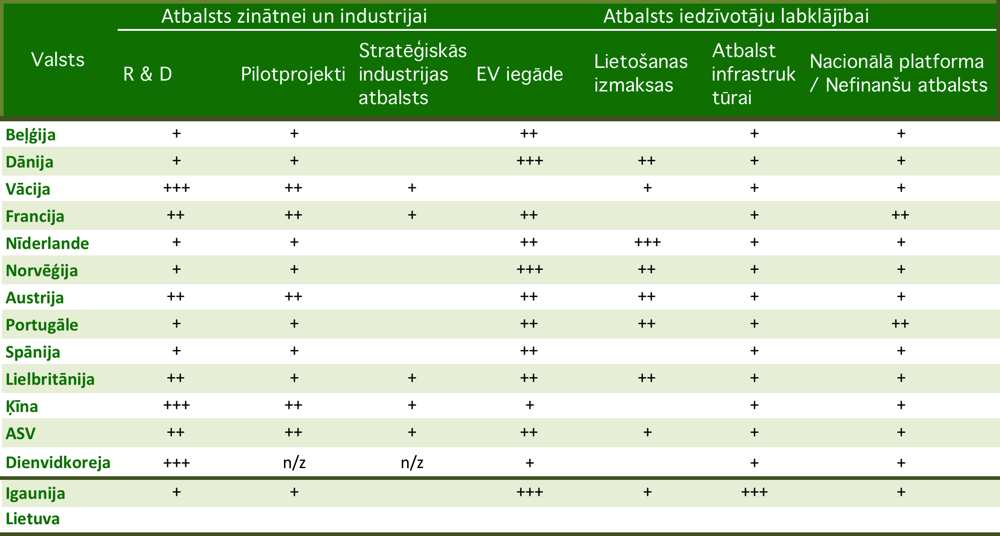 Atbalsts zinātnei un industrijai Atbalsts iedzīvotāju labklājībai
Valsts R & D Pilotprojekti Stratēģiskās industrijas atbalsts EV iegāde Lietošanas izmaksas Atbalst infrastruk tūrai Nacionālā platforma / Nefinanšu atbalsts
Beļģija + + ++ + +
Dānija + + +++ ++ + +
Vācija +++ ++ + + + +
Francija ++ ++ + ++ + ++
Nīderlande + + ++ +++ + +
Norvēģija + + +++ ++ + +
Austrija ++ ++ ++ ++ + +
Portugāle + + ++ ++ + ++
Spānija + + ++ + +
Lielbritānija ++ + + ++ ++ + +
Ķīna +++ ++ + + + +
ASV ++ ++ + ++ + + +
Dienvidkoreja +++ n/z n/z + + +
Igaunija + + +++ + +++ +
Lietuva